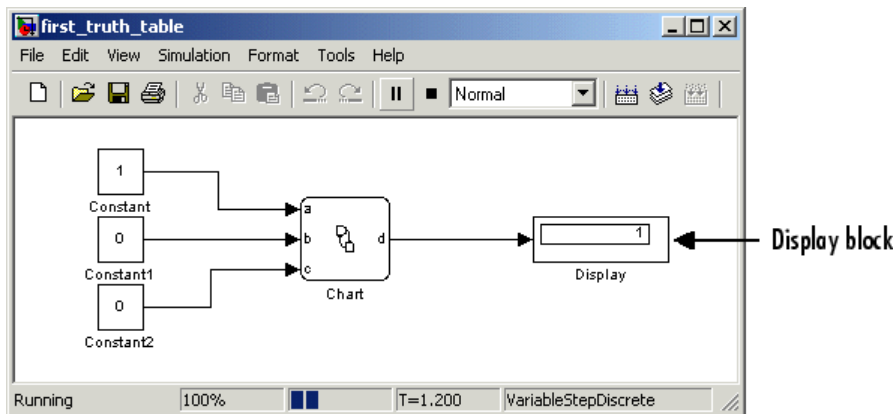 first_truth_table
File Edit View Simulation Format Tools Help
Normal
1
Constant
0
Constant1
0
Constant2
a
b
c
d
Chart
1
Display
Display block
Running 100% T=1.200 VariableStepDiscrete